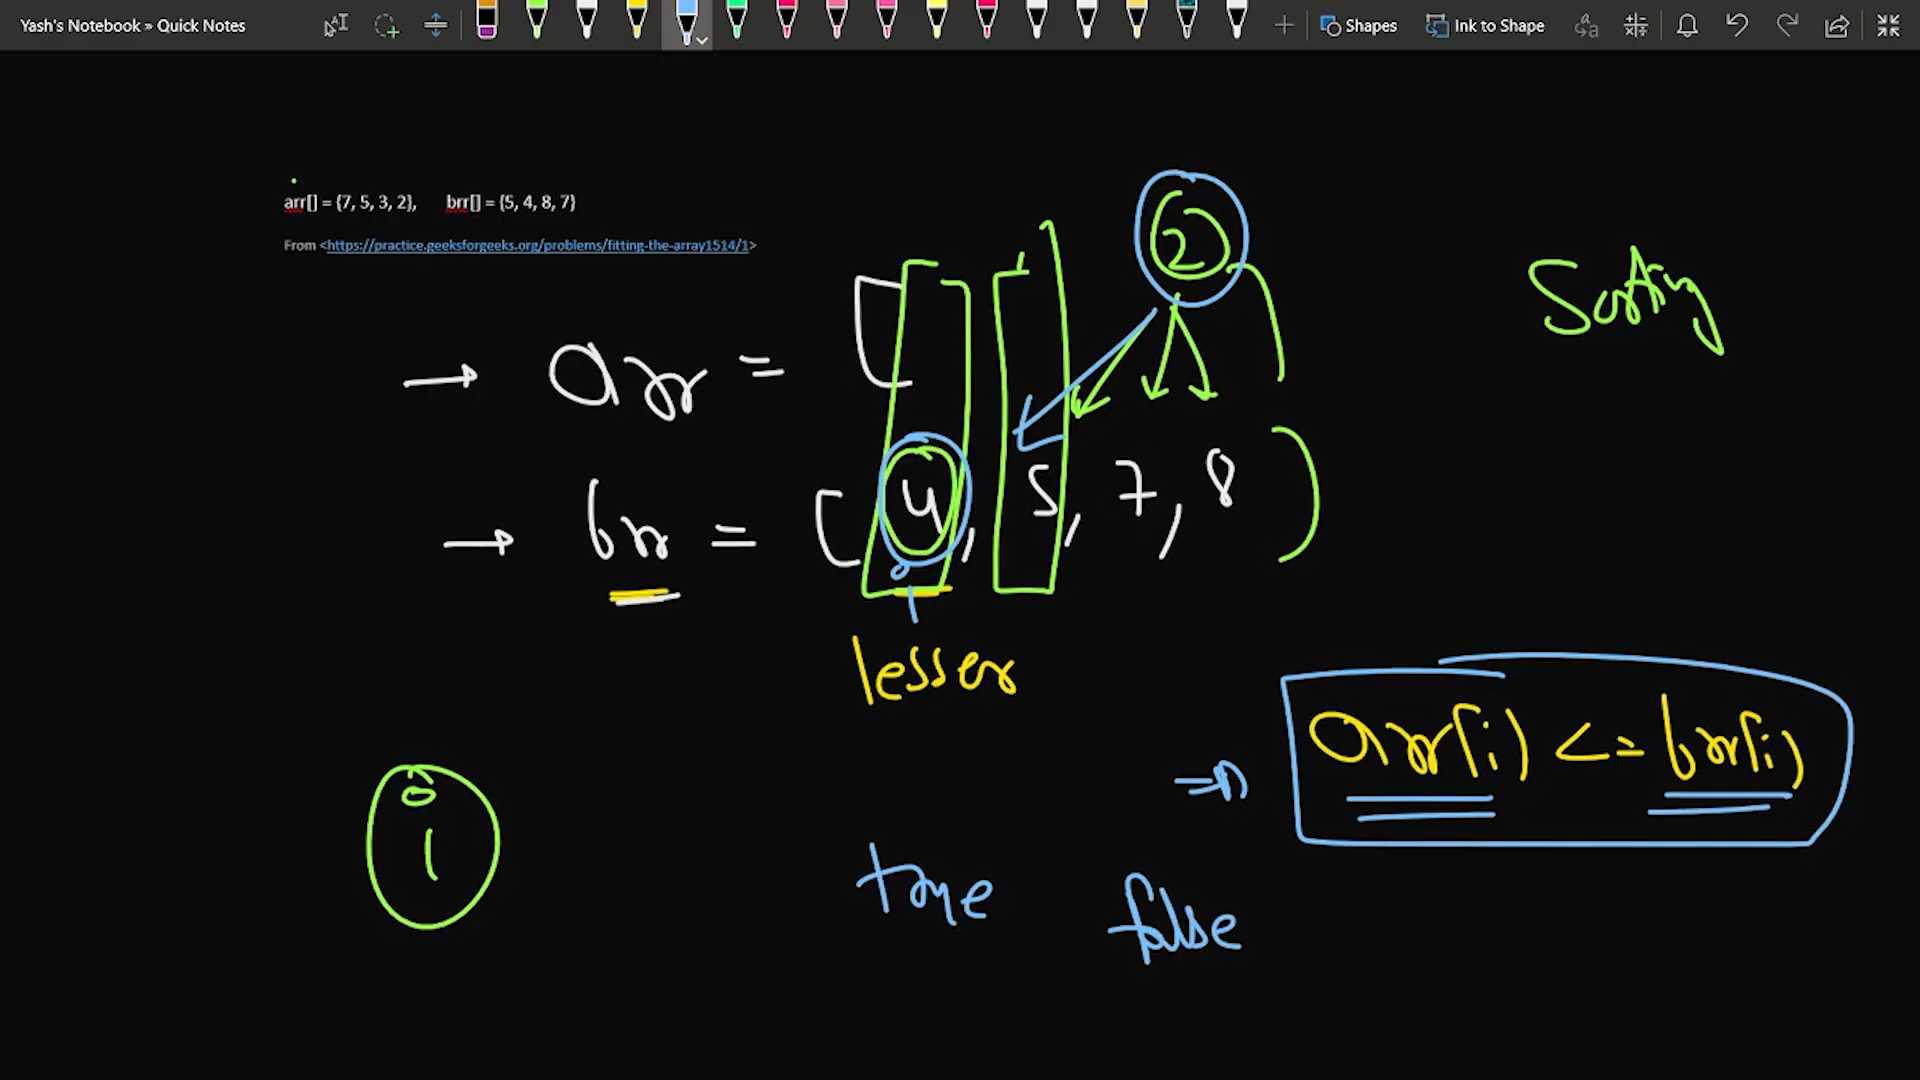 Yash's Notebook » Quick Notes
Shapes
Ink to Shape
arr[] = {7, 5, 3, 2}, brr[] = {5, 4, 8, 7}
From <https://practice.geeksforgeeks.org/problems/fitting-the-array1514/1>
2
Sorting
→ arr = [
→ brr = [ 4, 5, 7, 8 )
lesser
arr[i] <= brr[i]
1
true false